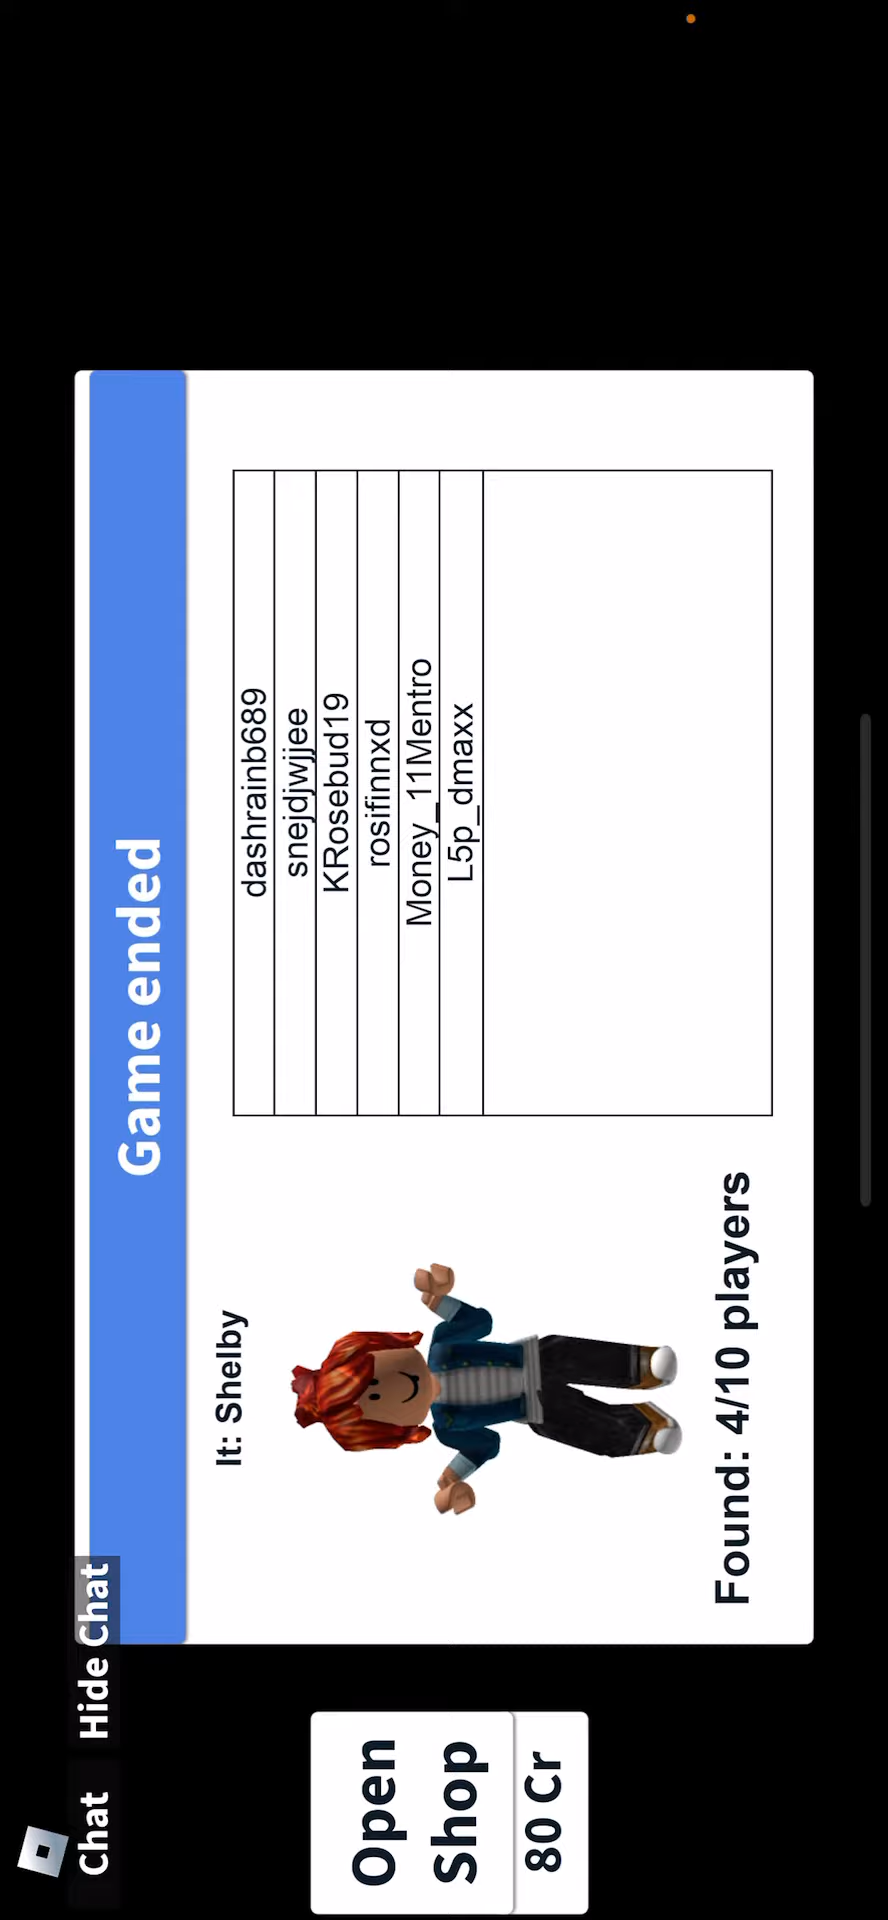 Chat
Hide Chat
Game ended
Open
Shop
80 Cr
It: Shelby
Found: 4/10 players
dashrainb689
snejdjwjjee
KRosebud19
rosifinnxd
Money_11Mentro
L5p_dmaxx